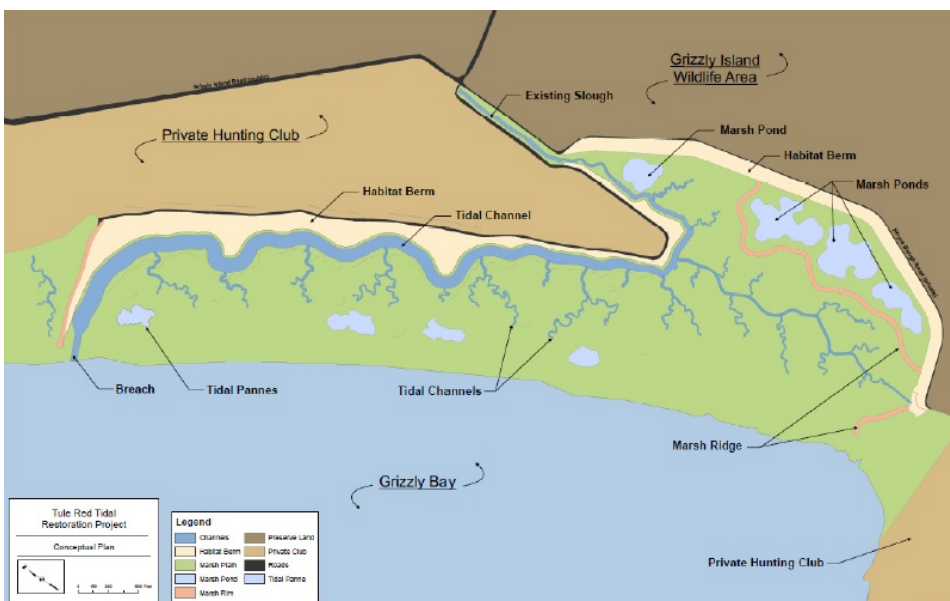 Grizzly Island
Wildlife Area
Existing Slough
Private Hunting Club
Marsh Pond
Habitat Berm
Marsh Ponds
Habitat Berm
Tidal Channel
Breach
Tidal Pannes
Tidal Channels
Marsh Ridge
Grizzly Bay
Private Hunting Club
Tule Red Tidal
Restoration Project
Conceptual Plan
Legend
Channels
Habitat Berm
Marsh Plain
Marsh Pond
Marsh Rim
Preserve Land
Private Club
Roads
Tidal Panne